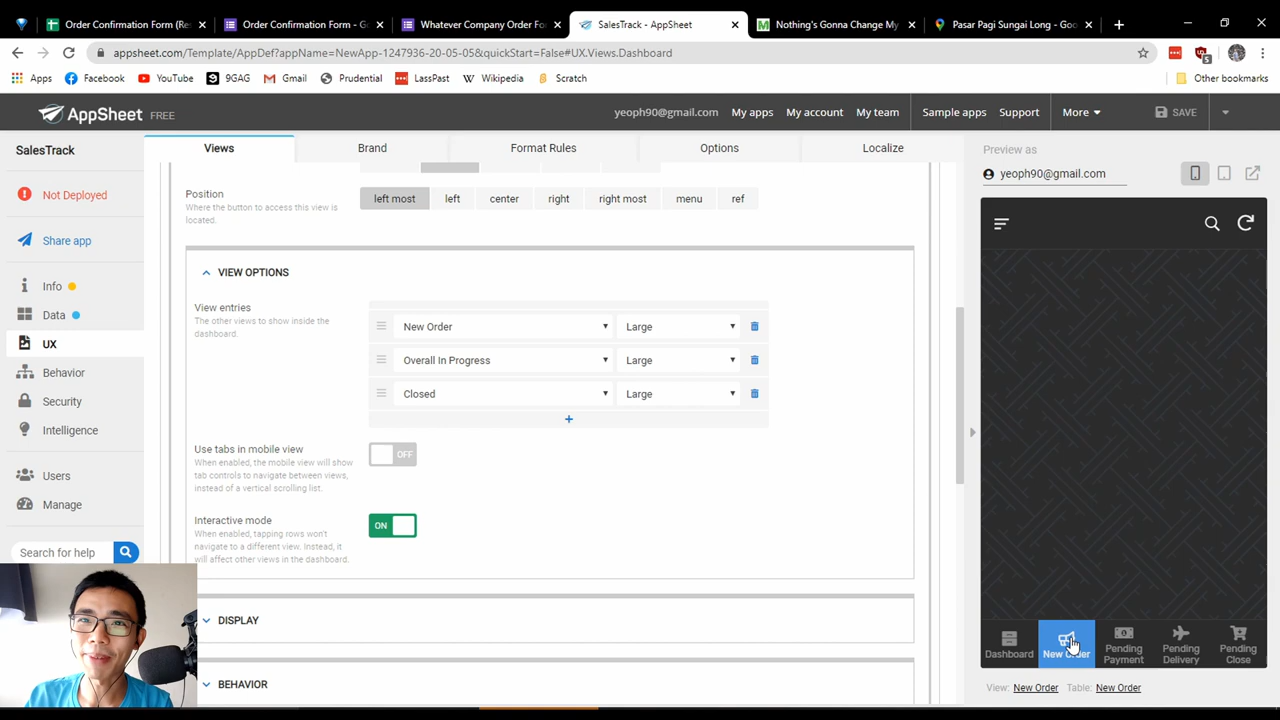 Order Confirmation Form (Res
Order Confirmation Form - G
Whatever Company Order Fo
SalesTrack - AppSheet
Nothing's Gonna Change My
Pasar Pagi Sungai Long - Goo
appsheet.com/Template/AppDef?appName=NewApp-1247936-20-05-05&quickStart=False#UX.Views.Dashboard
Apps
Facebook
YouTube
9GAG
Gmail
Prudential
LassPast
Wikipedia
Scratch
Other bookmarks
AppSheet FREE
yeoph90@gmail.com
My apps
My account
My team
Sample apps
Support
More
SAVE
SalesTrack
Views
Brand
Format Rules
Options
Localize
Preview as
yeoph90@gmail.com
Not Deployed
Share app
Info
Data
UX
Behavior
Security
Intelligence
Users
Manage
Search for help
Position
Where the button to access this view is
located.
left most
left
center
right
right most
menu
ref
VIEW OPTIONS
View entries
The other views to show inside the
dashboard.
New Order
Large
Overall In Progress
Large
Closed
Large
Use tabs in mobile view
When enabled, the mobile view will show
tab controls to navigate between views,
instead of a vertical scrolling list.
OFF
Interactive mode
When enabled, tapping rows won't
navigate to a different view. Instead, it
will affect other views in the dashboard.
ON
DISPLAY
BEHAVIOR
Dashboard
New Order
Pending
Payment
Pending
Delivery
Pending
Close
View: New Order
Table: New Order